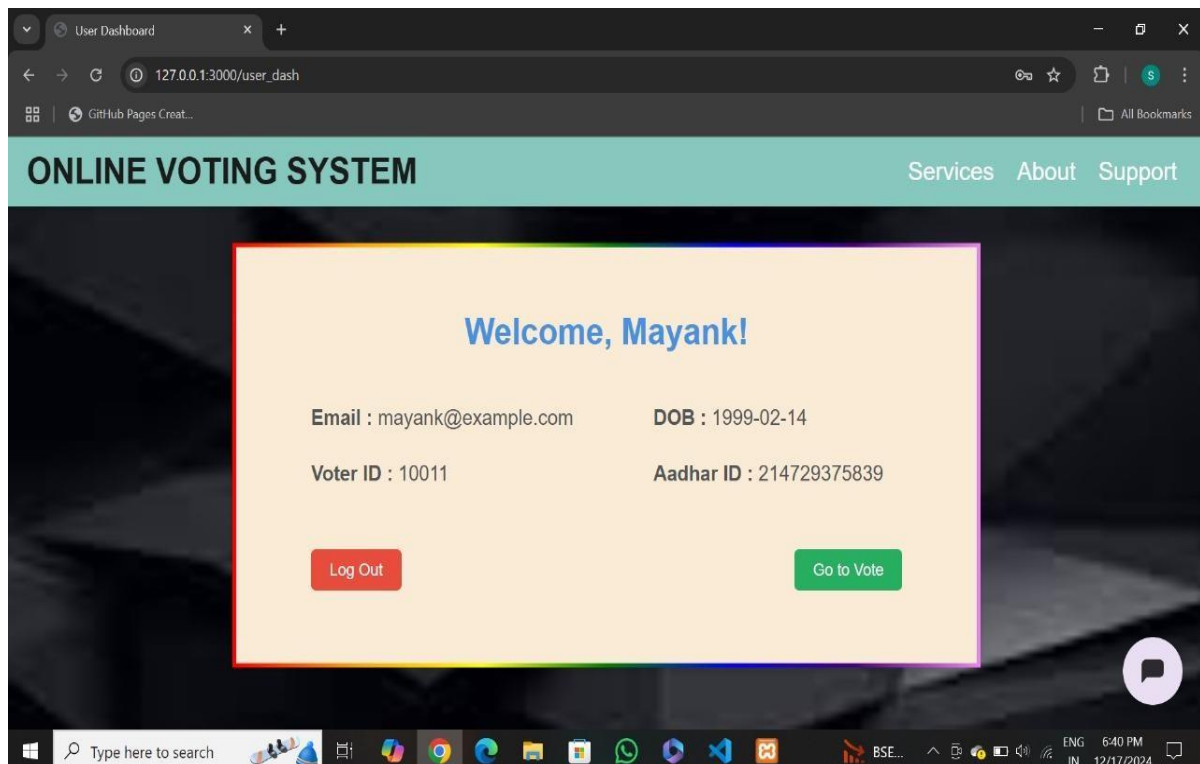 User Dashboard
127.0.0.1:3000/user_dash
S
GitHub Pages Creat...
All Bookmarks
ONLINE VOTING SYSTEM
Services About Support
Welcome, Mayank!
Email : mayank@example.com DOB : 1999-02-14
Voter ID : 10011 Aadhar ID : 214729375839
Log Out Go to Vote
Type here to search BSE... ENG 6:40 PM
IN 12/17/2024